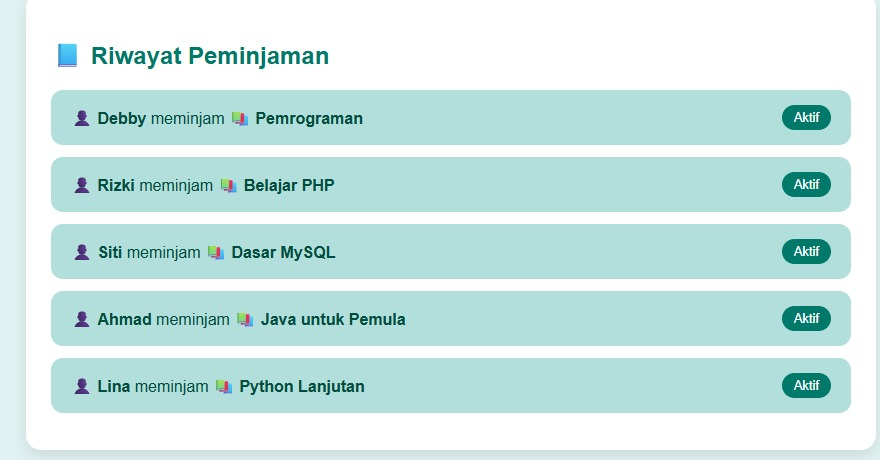 Riwayat Peminjaman
Debby meminjam Pemrograman Aktif
Rizki meminjam Belajar PHP Aktif
Siti meminjam Dasar MySQL Aktif
Ahmad meminjam Java untuk Pemula Aktif
Lina meminjam Python Lanjutan Aktif